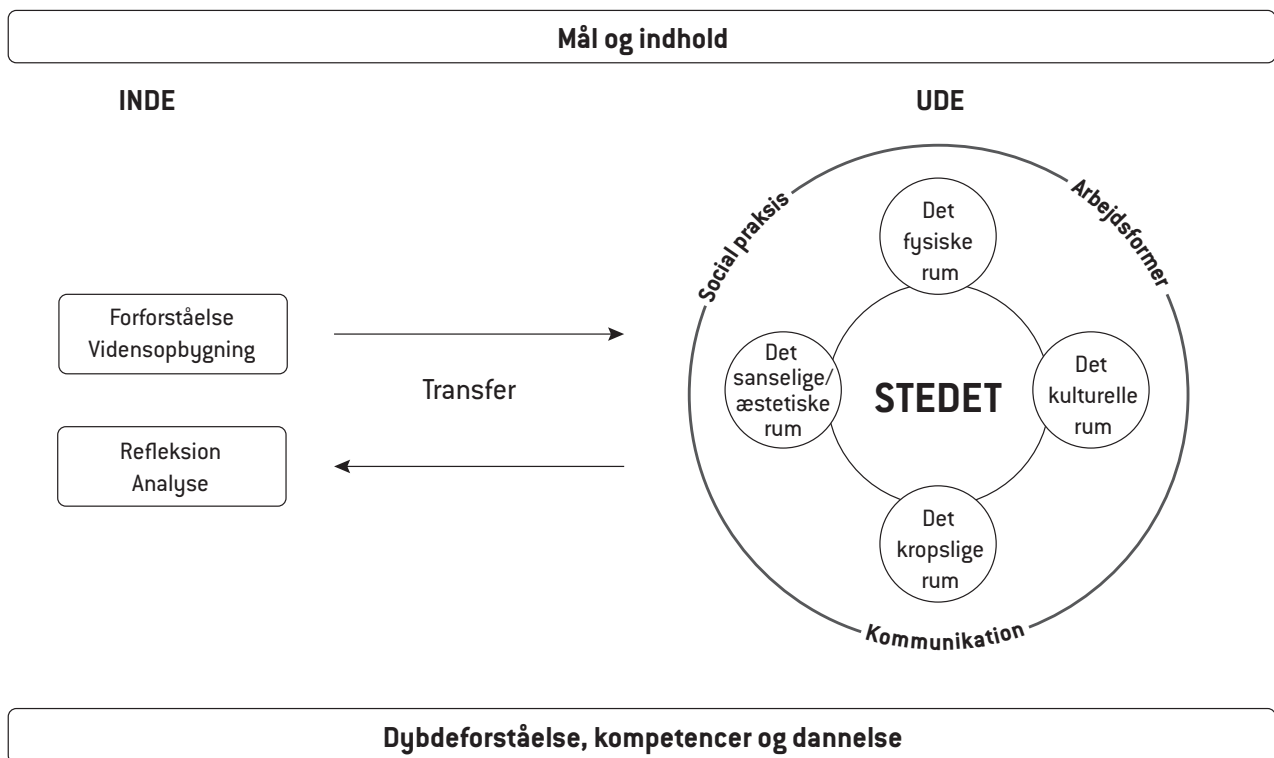 Mål og indhold
INDE
UDE
Social praksis
Arbejdsformer
Det
fysiske
rum
Forforståelse
Vidensopbygning
Transfer
Det
sanselige/
æstetiske
rum
STEDET
Det
kulturelle
rum
Refleksion
Analyse
Det
kropslige
rum
Kommunikation
Dybdeforståelse, kompetencer og dannelse